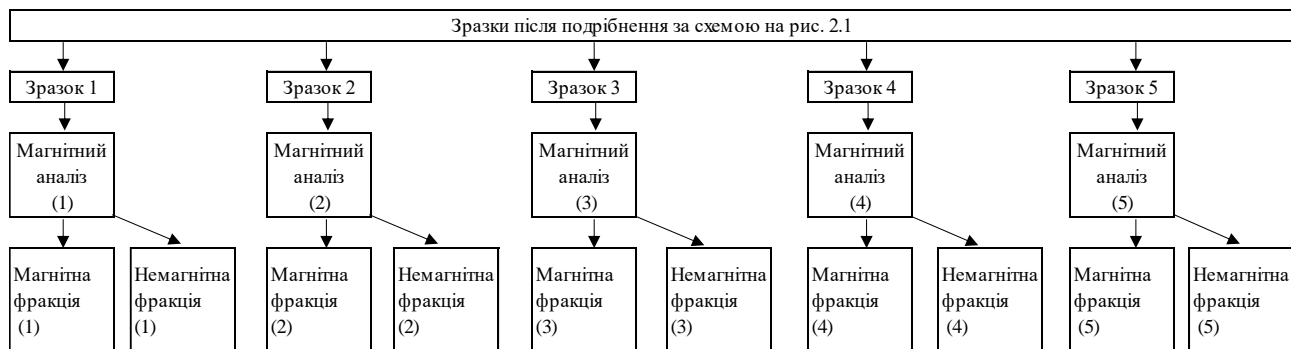 Зразки після подрібнення за схемою на рис. 2.1
Зразок 1
Зразок 2
Зразок 3
Зразок 4
Зразок 5
Магнітний
аналіз
(1)
Магнітний
аналіз
(2)
Магнітний
аналіз
(3)
Магнітний
аналіз
(4)
Магнітний
аналіз
(5)
Магнітна
фракція
(1)
Немагнітна
фракція
(1)
Магнітна
фракція
(2)
Немагнітна
фракція
(2)
Магнітна
фракція
(3)
Немагнітна
фракція
(3)
Магнітна
фракція
(4)
Немагнітна
фракція
(4)
Магнітна
фракція
(5)
Немагнітна
фракція
(5)